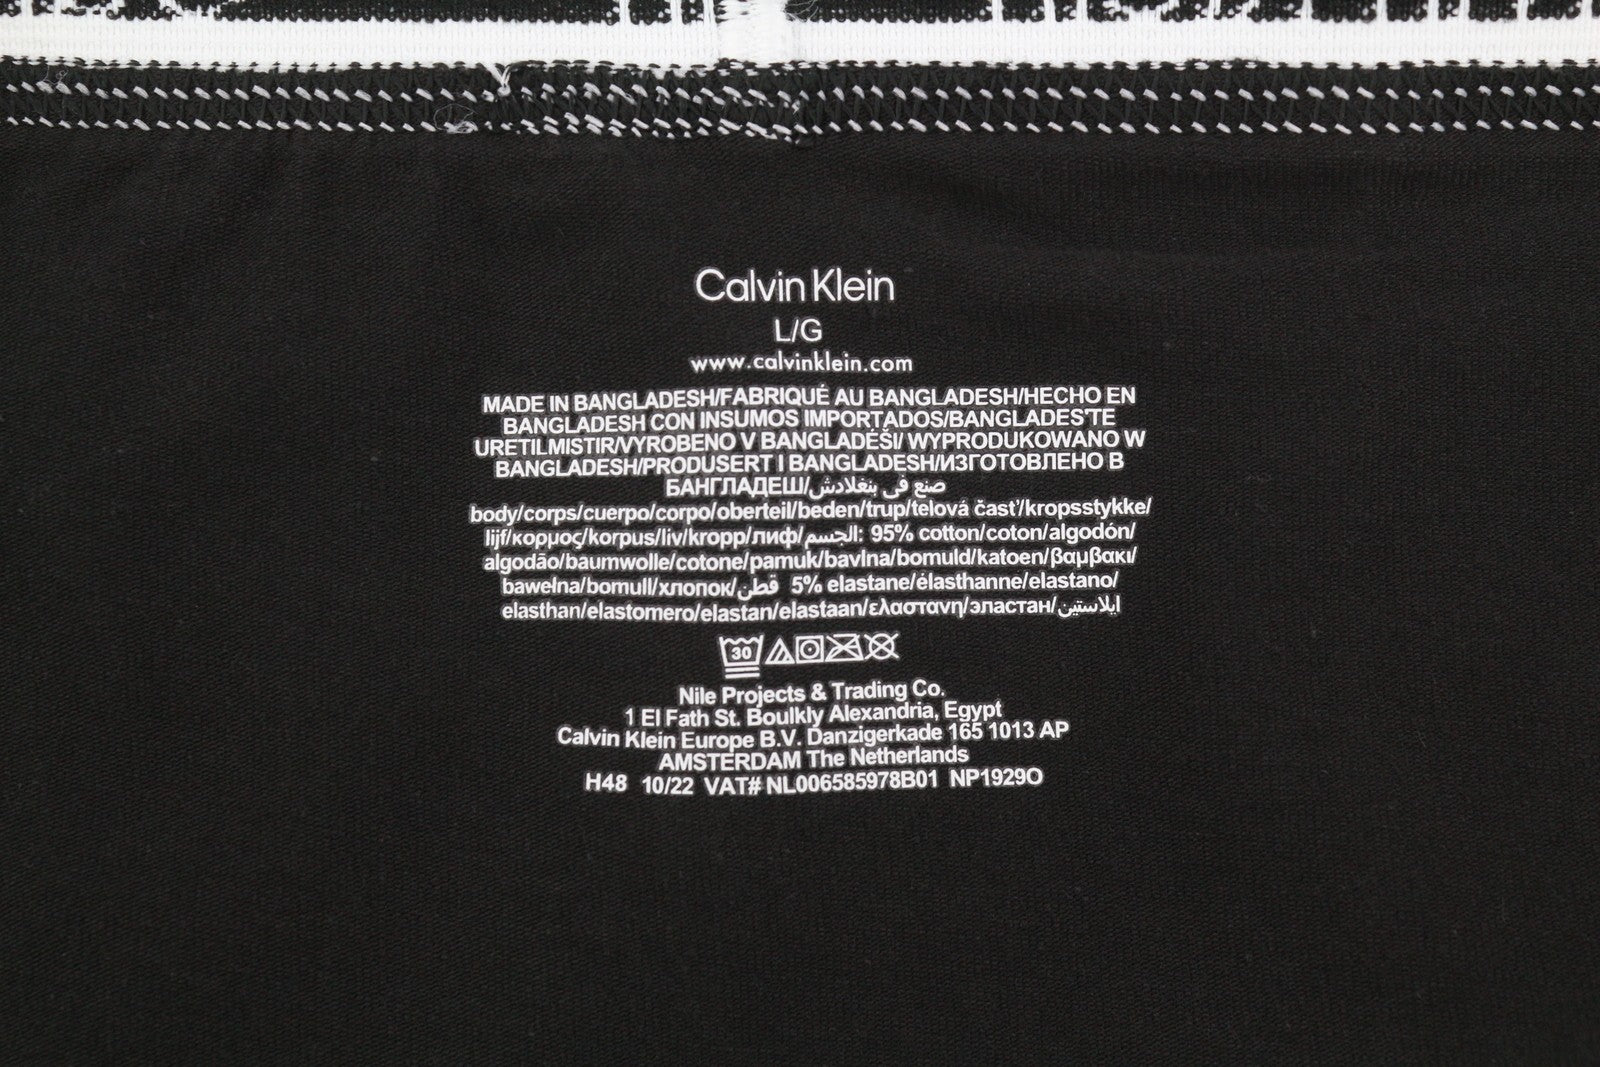 Calvin Klein
L/G
www.calvinklein.com
MADE IN BANGLADESH/FABRIQUÉ AU BANGLADESH/HECHO EN
BANGLADESH CON INSUMOS IMPORTADOS/BANGLADEŞ'TE
URETILMISTIR/VYROBENO V BANGLADÉŠI/ WYPRODUKOWANO W
BANGLADESH/PRODUSERT I BANGLADESH/ИЗГОТОВЛЕНО В
БАНГЛАДЕШ/صنع في بنغلادش
body/corps/cuerpo/corpo/oberteil/beden/trup/telová čast'/kropsstykke/
lijf/κορμος/korpus/liv/kropp/лиф/الجسم: 95% cotton/coton/algodón/
algodão/baumwolle/cotone/pamuk/bavlna/bomuld/katoen/βαμβακι/
bawełna/bomull/хлопок/قطن 5% elastane/élasthanne/elastano/
elasthan/elastomero/elastan/elastaan/ελαστανη/эластан/ايلاستين
30
Nile Projects & Trading Co.
1 El Fath St. Boulkly Alexandria, Egypt
Calvin Klein Europe B.V. Danzigerkade 165 1013 AP
AMSTERDAM The Netherlands
H48 10/22 VAT# NL006585978B01 NP1929O